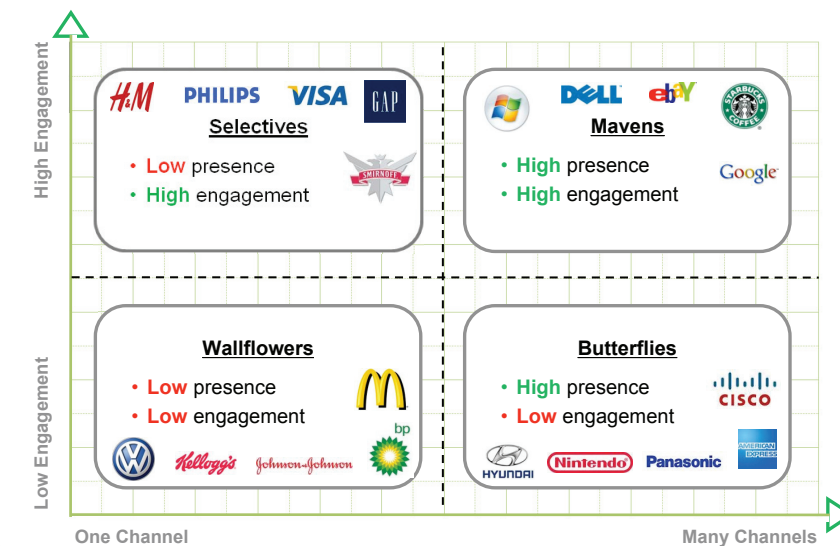 High Engagement
H&M PHILIPS VISA GAP
Selectives
• Low presence
• High engagement
SMIRNOFF
DELL ebaY STARBUCKS COFFEE
Mavens
• High presence
• High engagement
Google
Low Engagement
Wallflowers
• Low presence
• Low engagement
bp
Kellogg's Johnson&Johnson
Butterflies
• High presence
• Low engagement
CISCO
HYUNDAI Nintendo Panasonic AMERICAN EXPRESS
One Channel Many Channels